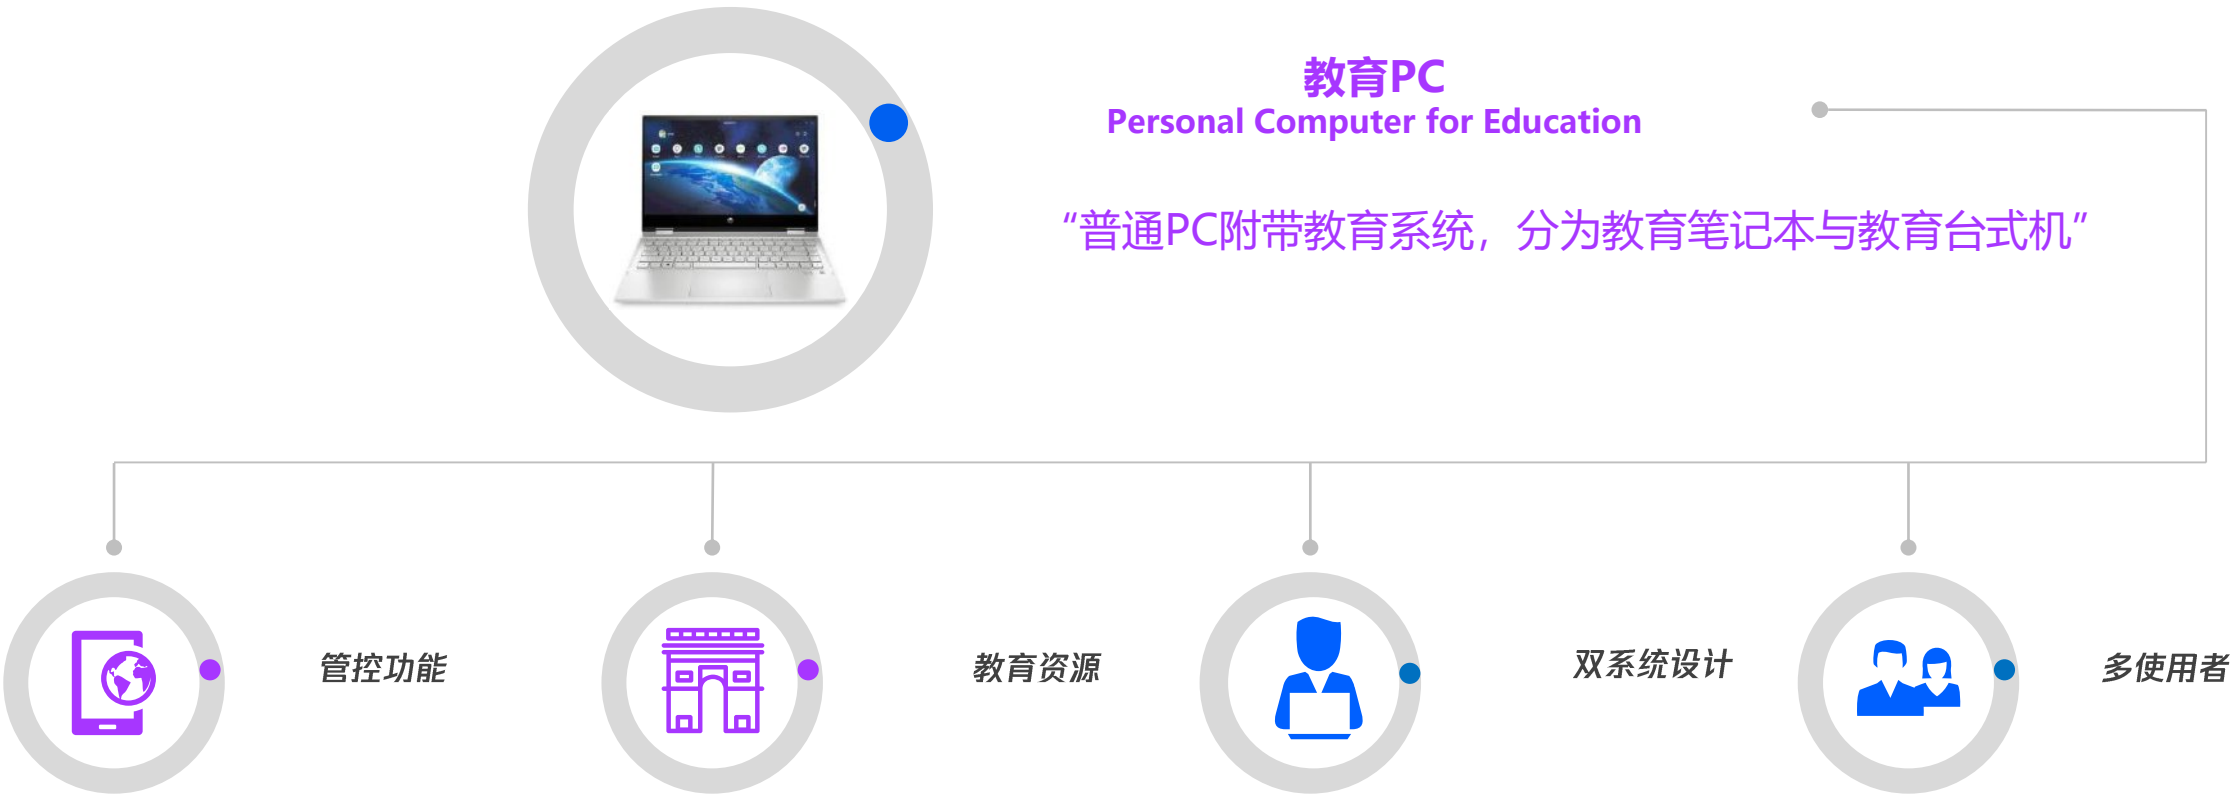 教育PC
Personal Computer for Education
“普通PC附带教育系统，分为教育笔记本与教育台式机”
管控功能
教育资源
双系统设计
多使用者